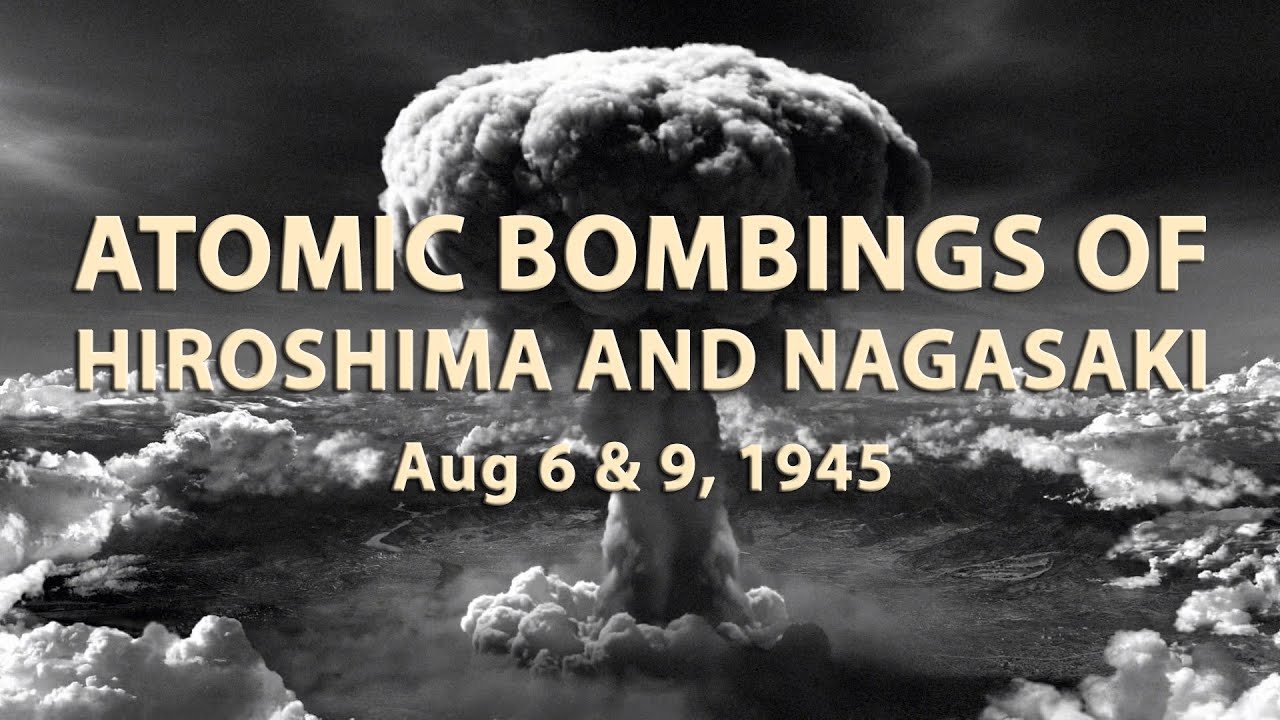 ATOMIC BOMBINGS OF
HIROSHIMA AND NAGASAKI
Aug 6 & 9, 1945